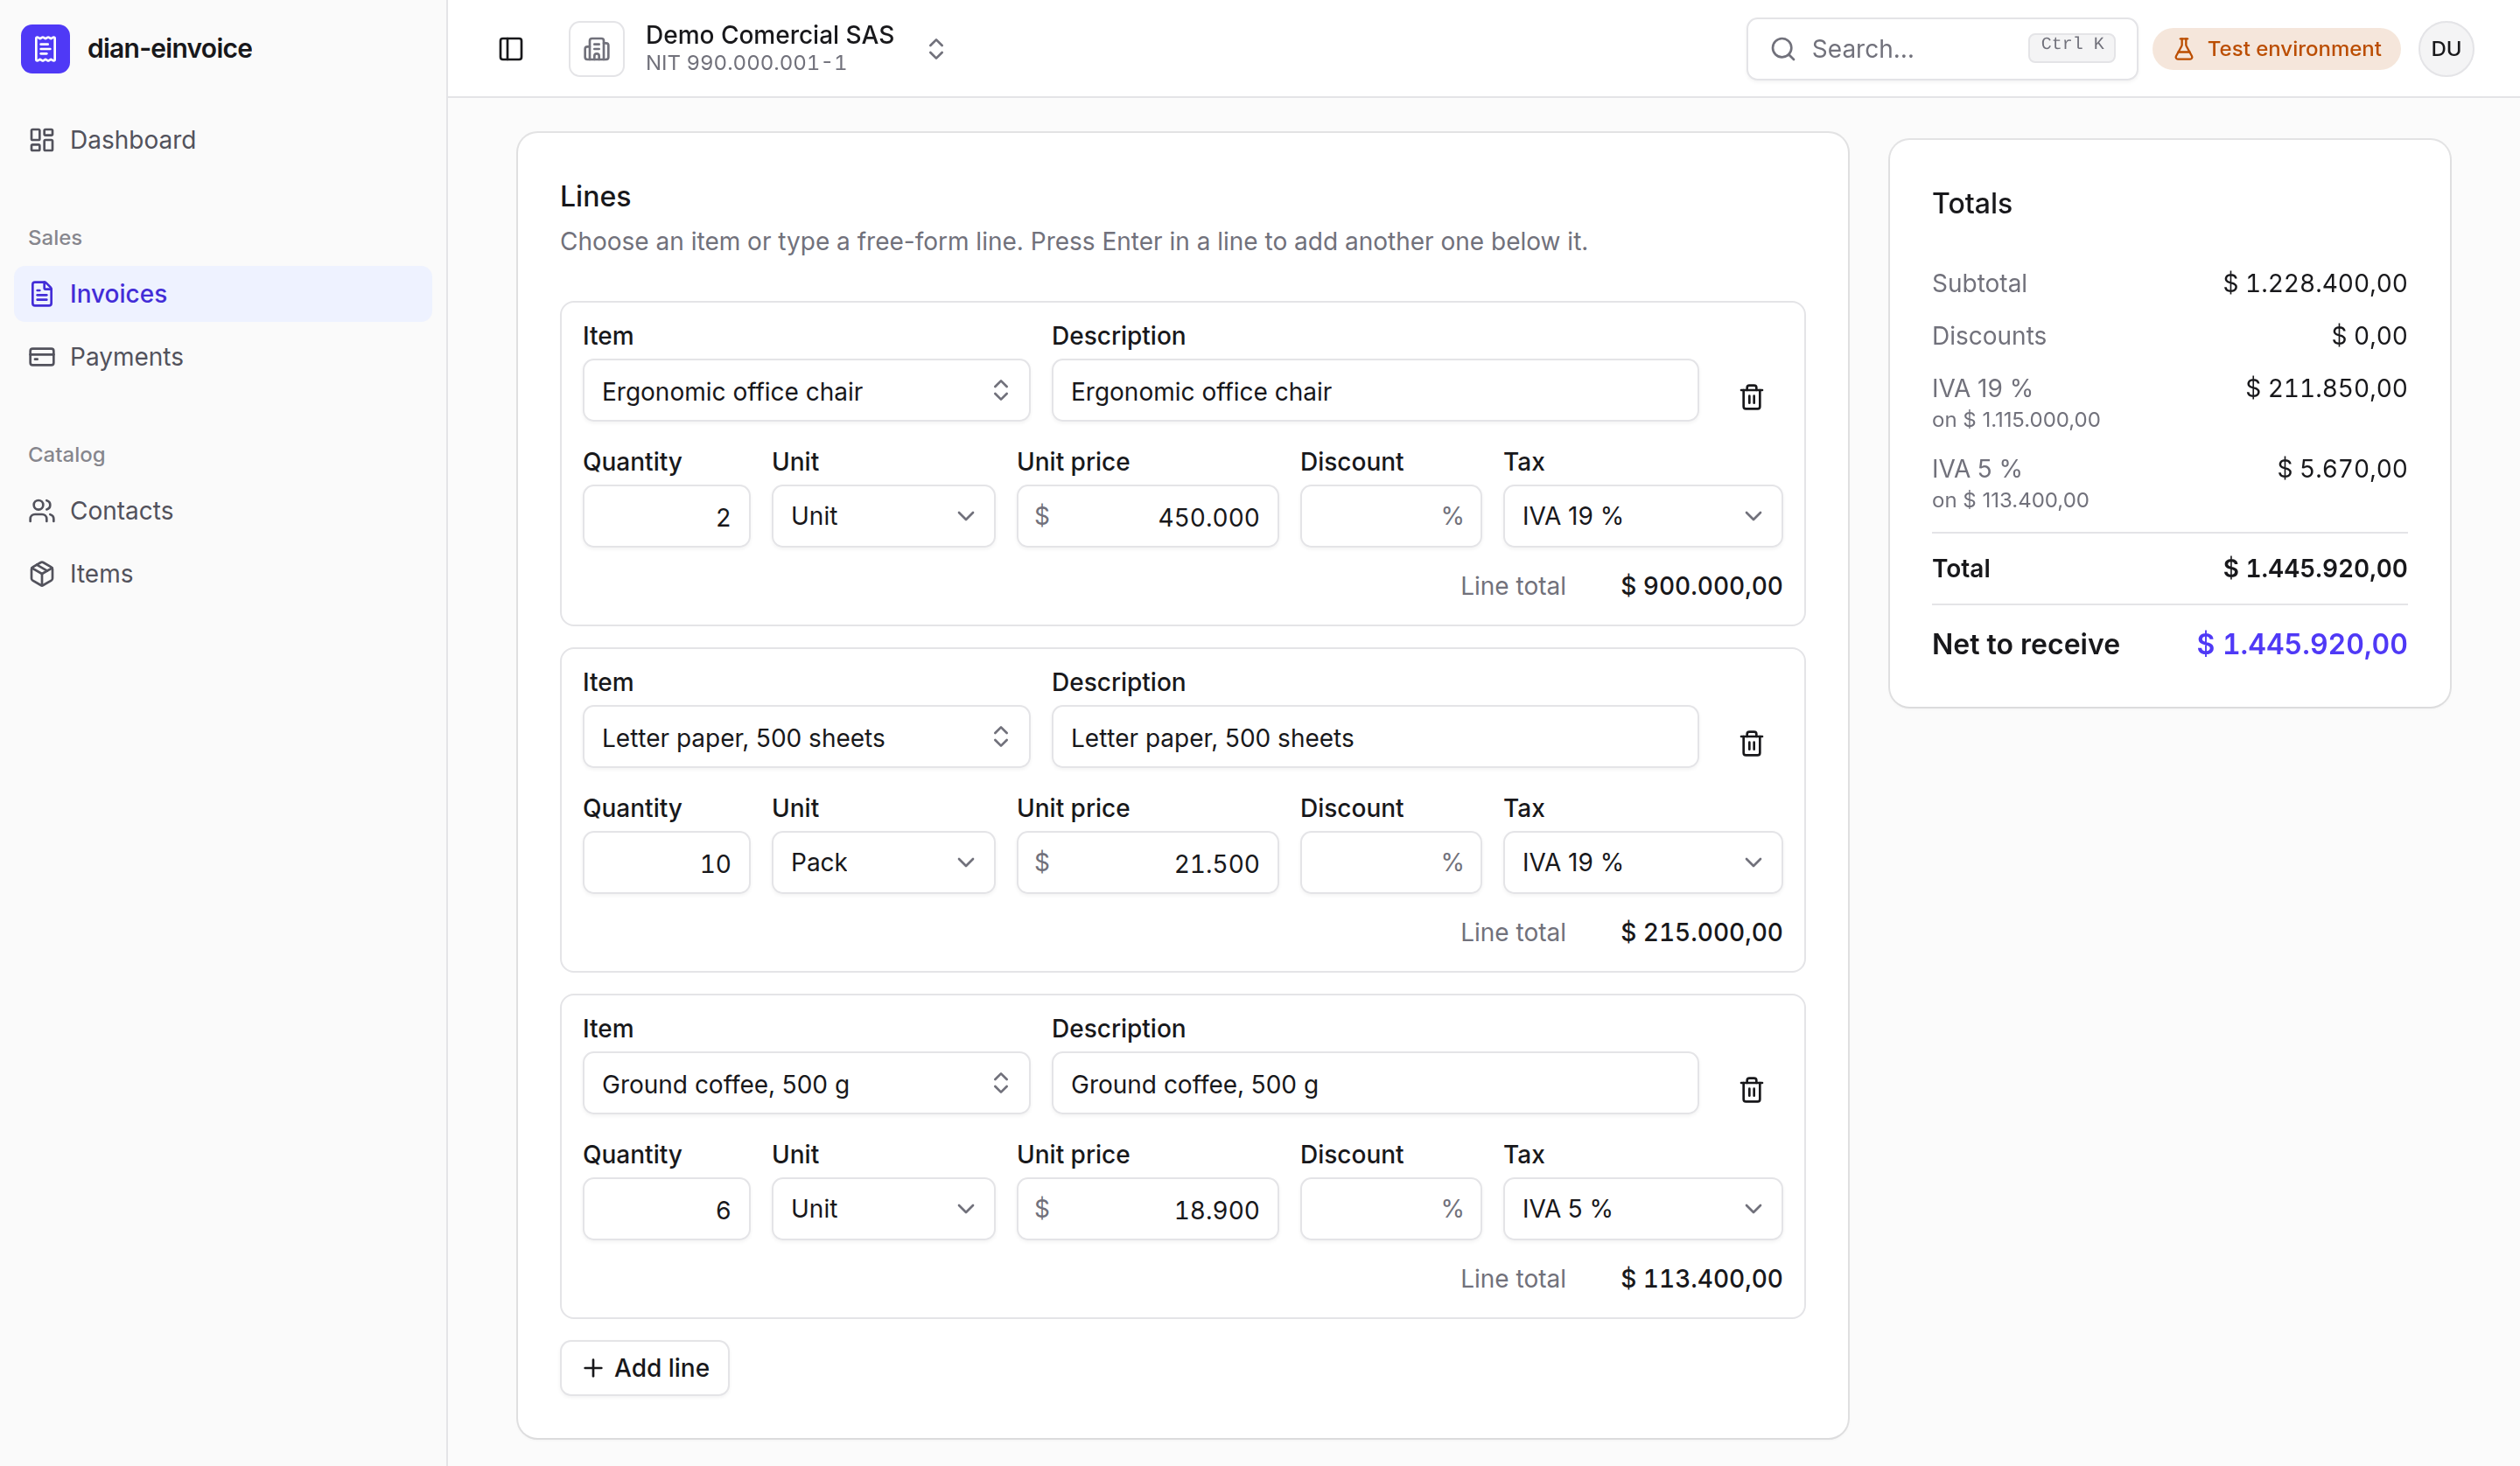 dian-einvoice
Demo Comercial SAS
NIT 990.000.001-1
Search...
Ctrl K
Test environment
DU
Dashboard
Sales
Invoices
Payments
Catalog
Contacts
Items
Lines
Choose an item or type a free-form line. Press Enter in a line to add another one below it.
Item Description
Ergonomic office chair Ergonomic office chair
Quantity Unit Unit price Discount Tax
2 Unit $ 450.000 % IVA 19 %
Line total $ 900.000,00
Item Description
Letter paper, 500 sheets Letter paper, 500 sheets
Quantity Unit Unit price Discount Tax
10 Pack $ 21.500 % IVA 19 %
Line total $ 215.000,00
Item Description
Ground coffee, 500 g Ground coffee, 500 g
Quantity Unit Unit price Discount Tax
6 Unit $ 18.900 % IVA 5 %
Line total $ 113.400,00
Add line
Totals
Subtotal $ 1.228.400,00
Discounts $ 0,00
IVA 19 % $ 211.850,00
on $ 1.115.000,00
IVA 5 % $ 5.670,00
on $ 113.400,00
Total $ 1.445.920,00
Net to receive $ 1.445.920,00